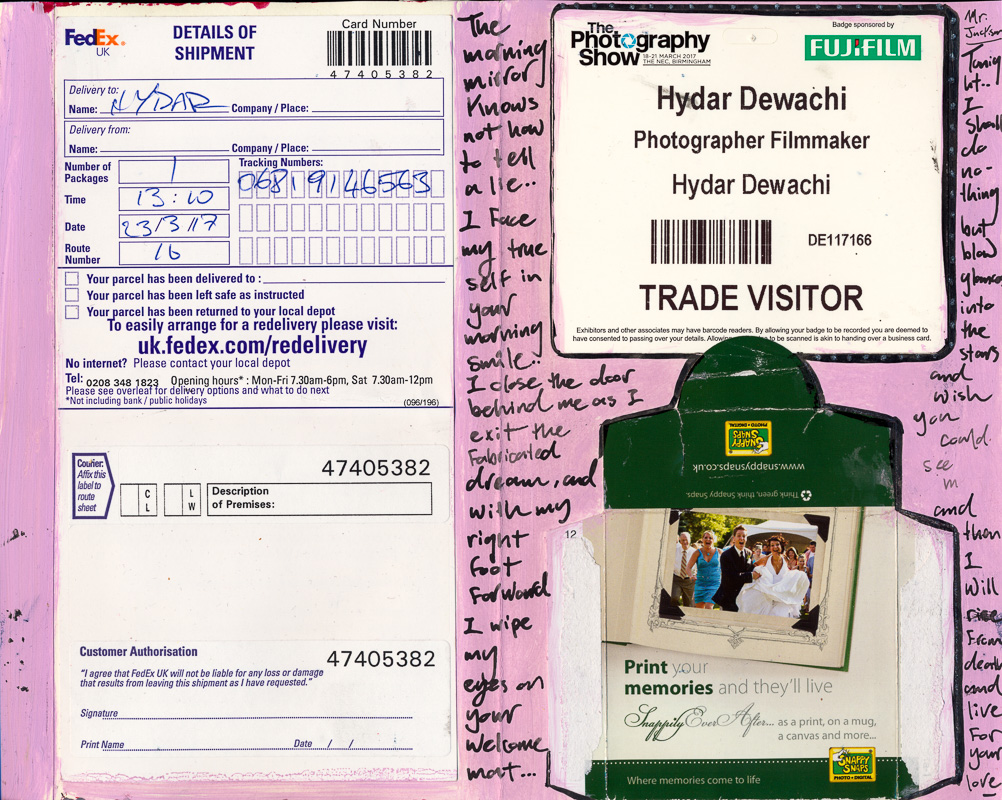 FedEx®
UK
DETAILS OF
SHIPMENT
Card Number
47405382
Delivery to:
Name: HYDAR Company / Place:
Delivery from:
Name: Company / Place:
Number of
Packages 1
Tracking Numbers:
06819146563
Time 13:10
Date 23/3/17
Route
Number 16
Your parcel has been delivered to :
Your parcel has been left safe as instructed
Your parcel has been returned to your local depot
To easily arrange for a redelivery please visit:
uk.fedex.com/redelivery
No internet? Please contact your local depot
Tel: 0208 348 1823 Opening hours* : Mon-Fri 7.30am-6pm, Sat 7.30am-12pm
Please see overleaf for delivery options and what to do next
*Not including bank / public holidays
(096/196)
Courier.
Affix this
label to
route
sheet
47405382
C
L
L
W
Description
of Premises:
Customer Authorisation
47405382
"I agree that FedEx UK will not be liable for any loss or damage
that results from leaving this shipment as I have requested."
Signature
Print Name Date / /
The
morning
mirror
Knows
not how
to tell
a lie..
I Face
my true
self in
your
morning
smile..
I close the door
behind me as I
exit the
Fabricated
dream, and
with my
right
foot
forward
I wipe
my
eyes on
your
welcome
mat...
The
Photography
Show
18-21 MARCH 2017
THE NEC, BIRMINGHAM
Badge sponsored by
FUJIFILM
Hydar Dewachi
Photographer Filmmaker
Hydar Dewachi
DE117166
TRADE VISITOR
Exhibitors and other associates may have barcode readers. By allowing your badge to be recorded you are deemed to
have consented to passing over your details. Allowing to be scanned is akin to handing over a business card.
SNAPPY
SNAPS
PHOTO • DIGITAL
www.snappysnaps.co.uk
Think green, think Snappy Snaps.
12
Print your
memories and they'll live
Snappily Ever After... as a print, on a mug,
a canvas and more...
SNAPPY
SNAPS
PHOTO • DIGITAL
Where memories come to life
Mr.
Jackson
Tonig
ht..
I
Shall
do
no-
thing
but
blow
into
the
stars
and
wish
you
could
see
m
and
then
I
will
rise
From
death
and
live
For
your
love